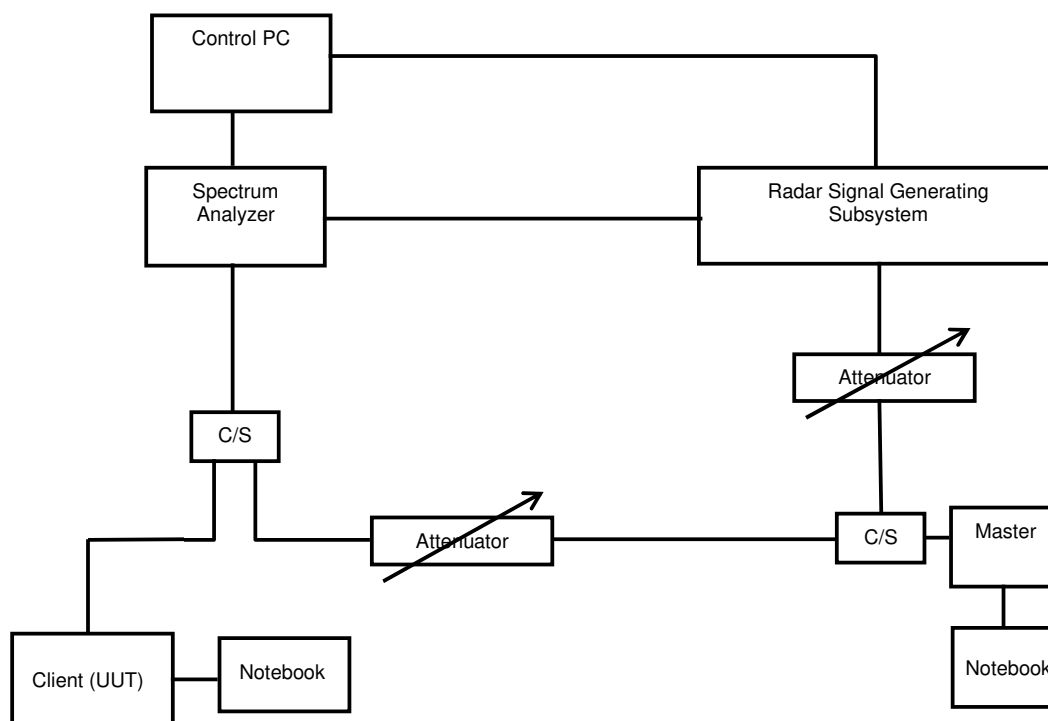 Control PC
Spectrum
Analyzer
Radar Signal Generating
Subsystem
Attenuator
C/S
Attenuator
C/S
Master
Client (UUT)
Notebook
Notebook